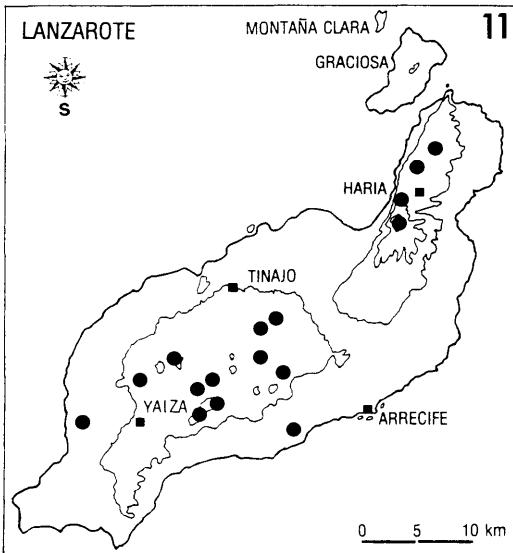 LANZAROTE
MONTAÑA CLARA
11
GRACIOSA
S
HARIA
TINAJO
YAIZA
ARRECIFE
0 5 10 km